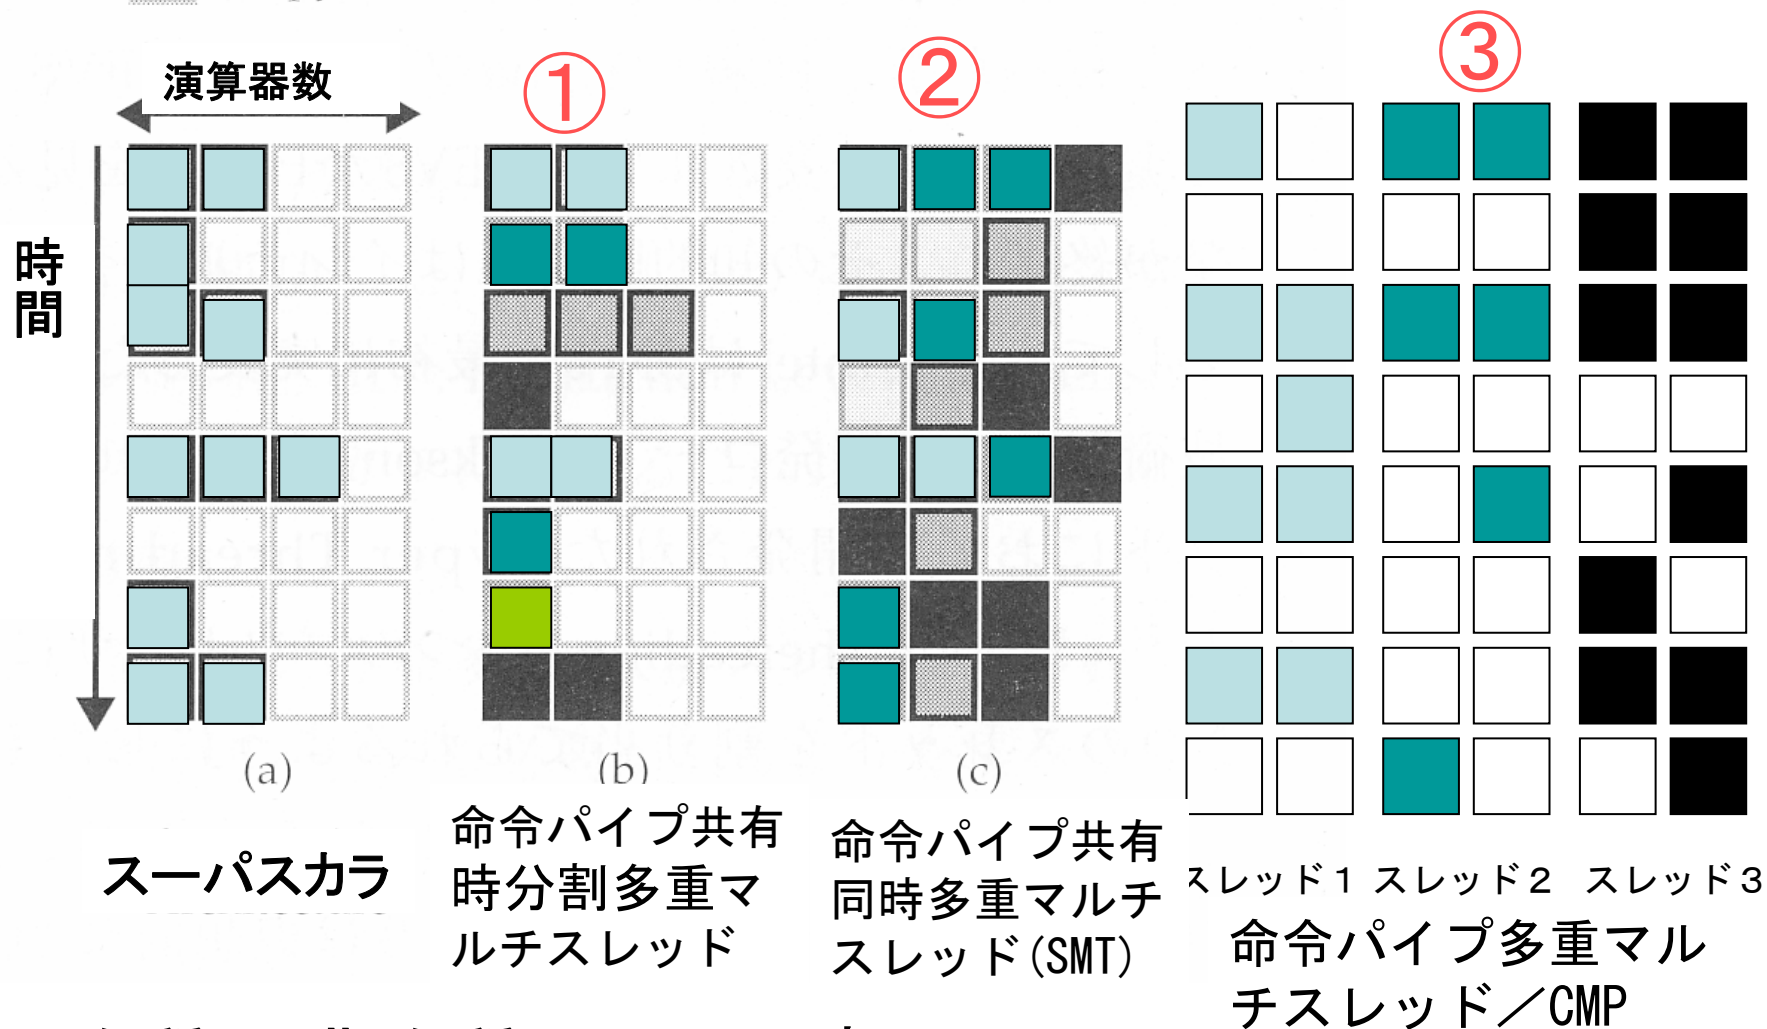 演算器数
①
②
③
時間
(a)
(b)
(c)
スーパスカラ
命令パイプ共有
時分割多重マ
ルチスレッド
命令パイプ共有
同時多重マルチ
スレッド(SMT)
スレッド1 スレッド2 スレッド3
命令パイプ多重マル
チスレッド／CMP